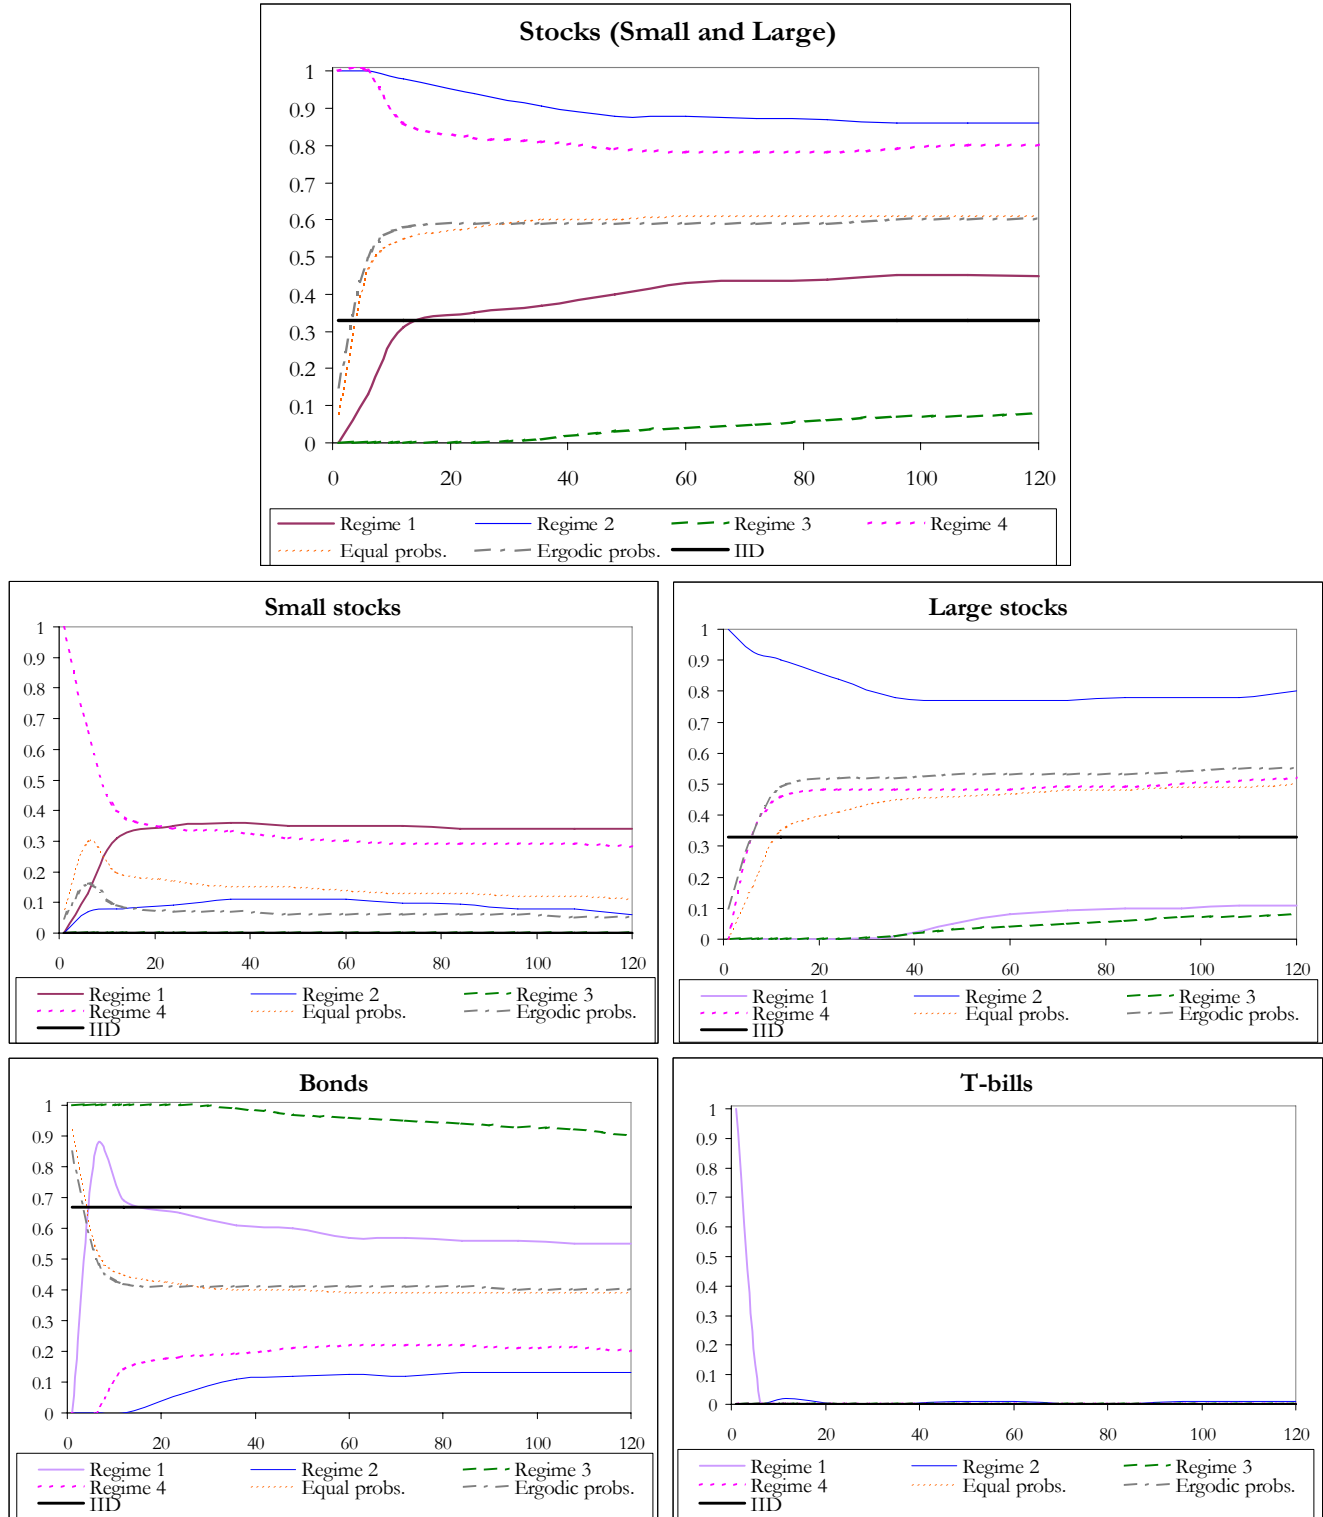 Stocks (Small and Large)
1
0.9
0.8
0.7
0.6
0.5
0.4
0.3
0.2
0.1
0
0 20 40 60 80 100 120
Regime 1 Regime 2 Regime 3 Regime 4
Equal probs. Ergodic probs. IID
Small stocks
1
0.9
0.8
0.7
0.6
0.5
0.4
0.3
0.2
0.1
0
0 20 40 60 80 100 120
Regime 1 Regime 2 Regime 3
Regime 4 Equal probs. Ergodic probs.
IID
Large stocks
1
0.9
0.8
0.7
0.6
0.5
0.4
0.3
0.2
0.1
0
0 20 40 60 80 100 120
Regime 1 Regime 2 Regime 3
Regime 4 Equal probs. Ergodic probs.
IID
Bonds
1
0.9
0.8
0.7
0.6
0.5
0.4
0.3
0.2
0.1
0
0 20 40 60 80 100 120
Regime 1 Regime 2 Regime 3
Regime 4 Equal probs. Ergodic probs.
IID
T-bills
1
0.9
0.8
0.7
0.6
0.5
0.4
0.3
0.2
0.1
0
0 20 40 60 80 100 120
Regime 1 Regime 2 Regime 3
Regime 4 Equal probs. Ergodic probs.
IID